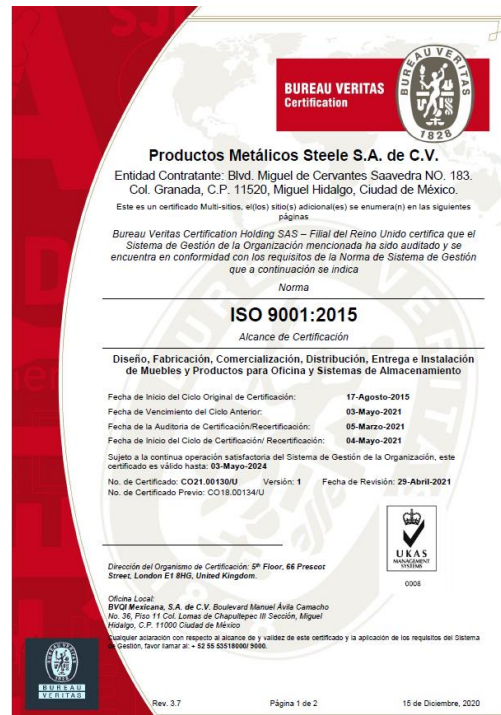 BUREAU VERITAS
Certification
BUREAU VERITAS
1828
Productos Metálicos Steele S.A. de C.V.
Entidad Contratante: Blvd. Miguel de Cervantes Saavedra NO. 183.
Col. Granada, C.P. 11520, Miguel Hidalgo, Ciudad de México.
Este es un certificado Multi-sitios, el(los) sitio(s) adicional(es) se enumera(n) en las siguientes
páginas
Bureau Veritas Certification Holding SAS – Filial del Reino Unido certifica que el
Sistema de Gestión de la Organización mencionada ha sido auditado y se
encuentra en conformidad con los requisitos de la Norma de Sistema de Gestión
que a continuación se indica
Norma
ISO 9001:2015
Alcance de Certificación
Diseño, Fabricación, Comercialización, Distribución, Entrega e Instalación
de Muebles y Productos para Oficina y Sistemas de Almacenamiento
Fecha de Inicio del Ciclo Original de Certificación: 17-Agosto-2015
Fecha de Vencimiento del Ciclo Anterior: 03-Mayo-2021
Fecha de la Auditoria de Certificación/Recertificación: 05-Marzo-2021
Fecha de Inicio del Ciclo de Certificación/ Recertificación: 04-Mayo-2021
Sujeto a la continua operación satisfactoria del Sistema de Gestión de la Organización, este
certificado es válido hasta: 03-Mayo-2024
No. de Certificado: CO21.00130/U Versión: 1 Fecha de Revisión: 29-Abril-2021
No. de Certificado Previo: CO18.00134/U
UKAS
MANAGEMENT
SYSTEMS
0008
Dirección del Organismo de Certificación: 5th Floor, 66 Prescot
Street, London E1 8HG, United Kingdom.
Oficina Local:
BVQI Mexicana, S.A. de C.V. Boulevard Manuel Ávila Camacho
No. 36, Piso 11 Col. Lomas de Chapultepec III Sección, Miguel
Hidalgo, C.P. 11000 Ciudad de México
Cualquier aclaración con respecto al alcance de y validez de este certificado y la aplicación de los requisitos del Sistema
de Gestión, favor llamar al: + 52 55 53518000/ 9000.
BUREAU
VERITAS
Rev. 3.7 Página 1 de 2 15 de Diciembre, 2020